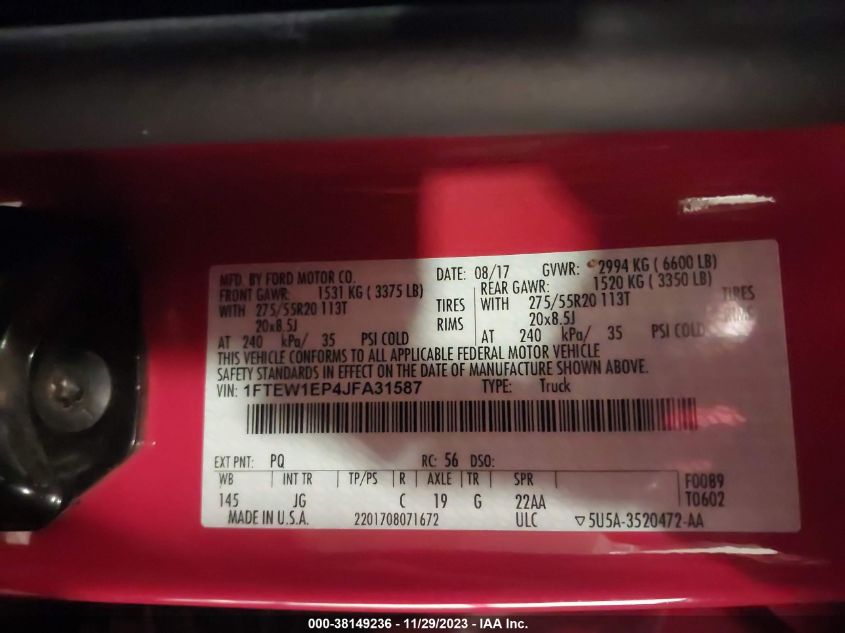 MFD. BY FORD MOTOR CO. DATE: 08/17 GVWR: 2994 KG ( 6600 LB)
FRONT GAWR: 1531 KG ( 3375 LB) REAR GAWR: 1520 KG ( 3350 LB)
WITH 275/55R20 113T TIRES WITH 275/55R20 113T TIRES
20x8.5J RIMS 20x8.5J RIMS
AT 240 kPa/ 35 PSI COLD AT 240 kPa/ 35 PSI COLD
THIS VEHICLE CONFORMS TO ALL APPLICABLE FEDERAL MOTOR VEHICLE
SAFETY STANDARDS IN EFFECT ON THE DATE OF MANUFACTURE SHOWN ABOVE.
VIN: 1FTEW1EP4JFA31587 TYPE: Truck
EXT PNT: PQ RC: 56 DSO:
WB INT TR TP/PS R AXLE TR SPR F0089
145 JG C 19 G 22AA T0602
MADE IN U.S.A. 2201708071672 ULC ▽5U5A-3520472-AA
000-38149236 - 11/29/2023 - IAA Inc.